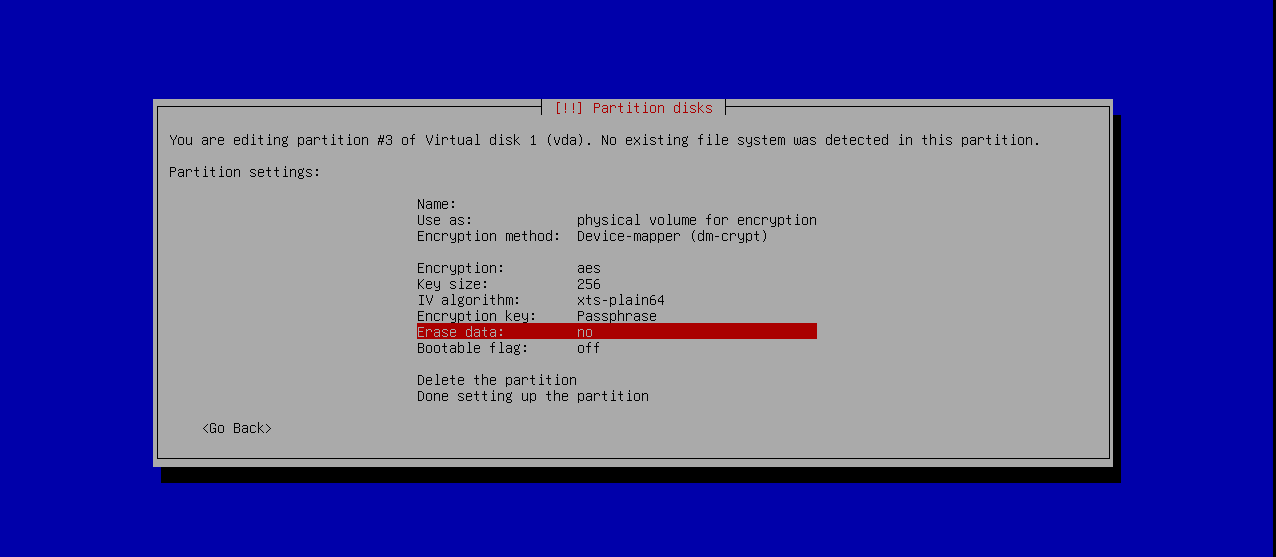 [!!] Partition disks
You are editing partition #3 of Virtual disk 1 (vda). No existing file system was detected in this partition.
Partition settings:
Name:
Use as: physical volume for encryption
Encryption method: Device-mapper (dm-crypt)
Encryption: aes
Key size: 256
IV algorithm: xts-plain64
Encryption key: Passphrase
Erase data: no
Bootable flag: off
Delete the partition
Done setting up the partition
<Go Back>